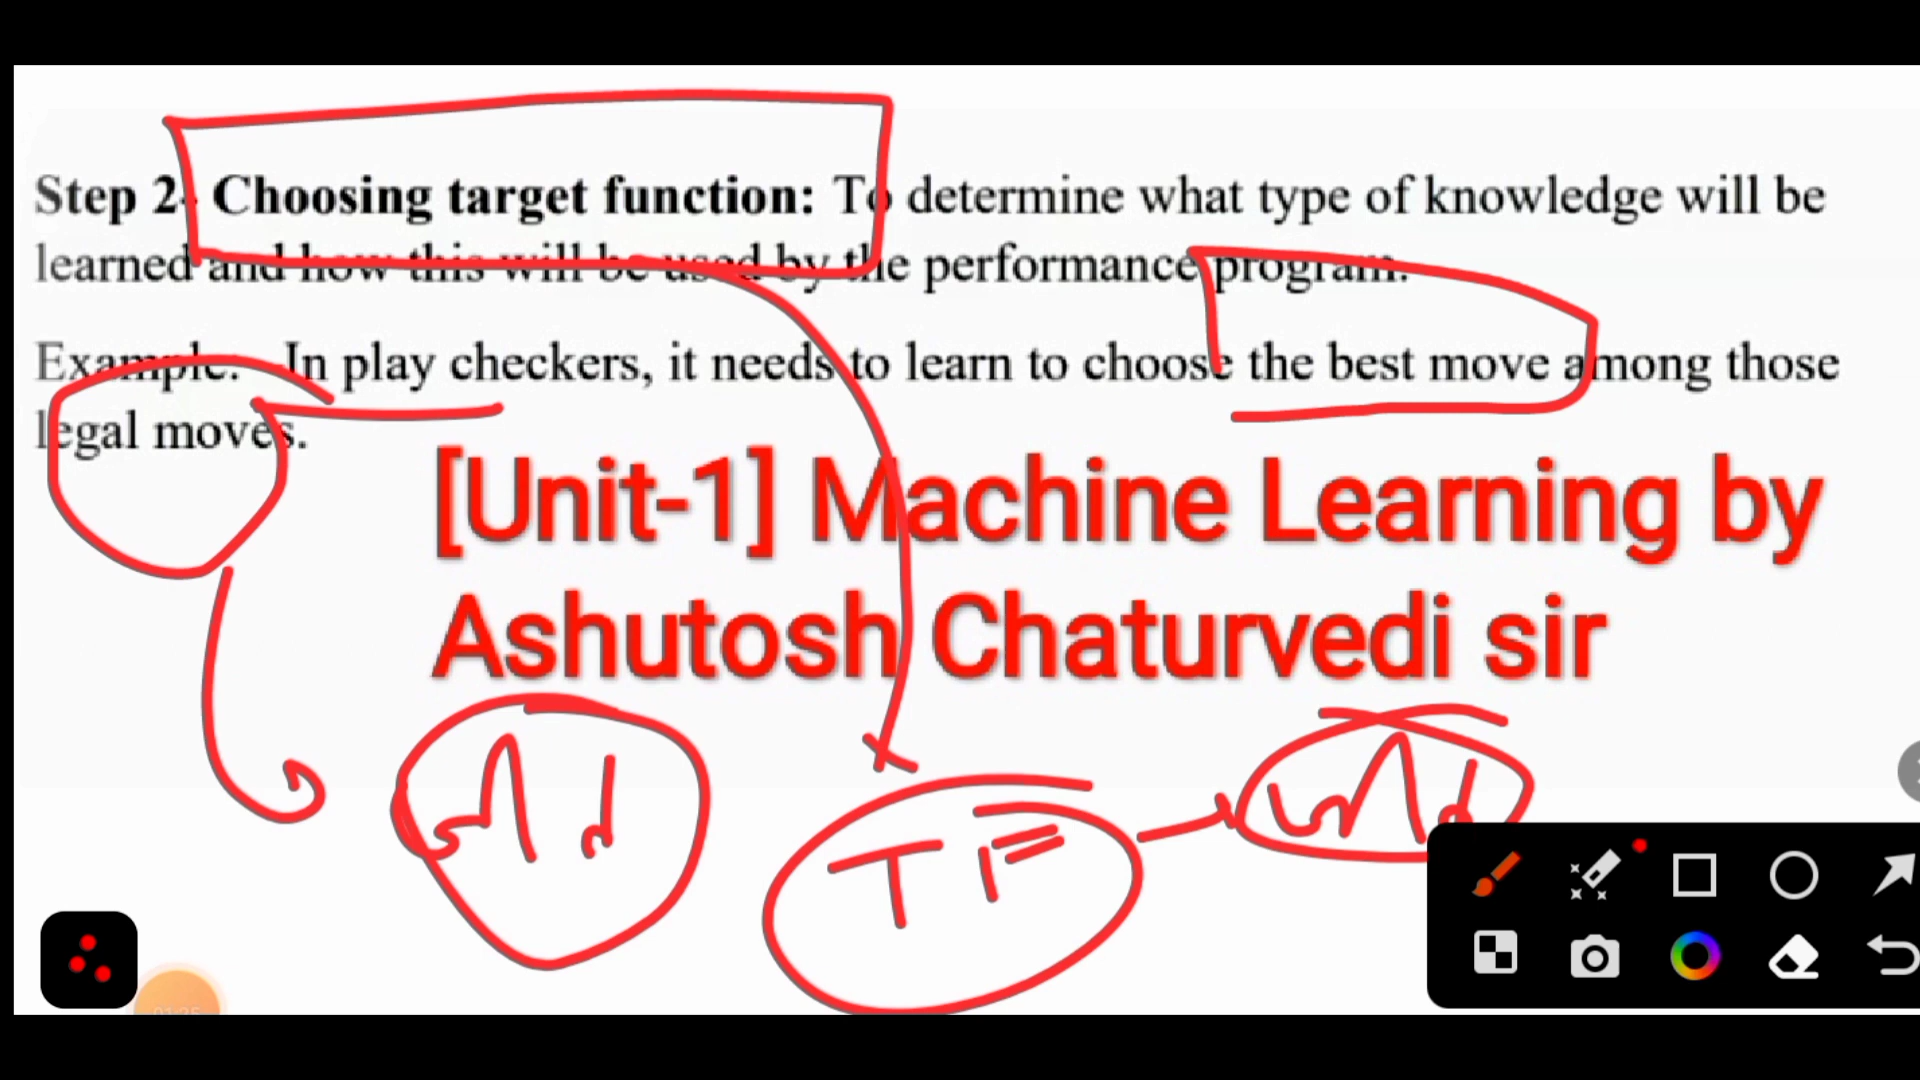 Step 2- Choosing target function: To determine what type of knowledge will be
learned and how this will be used by the performance program.
Example: In play checkers, it needs to learn to choose the best move among those
legal moves.
[Unit-1] Machine Learning by
Ashutosh Chaturvedi sir
TF